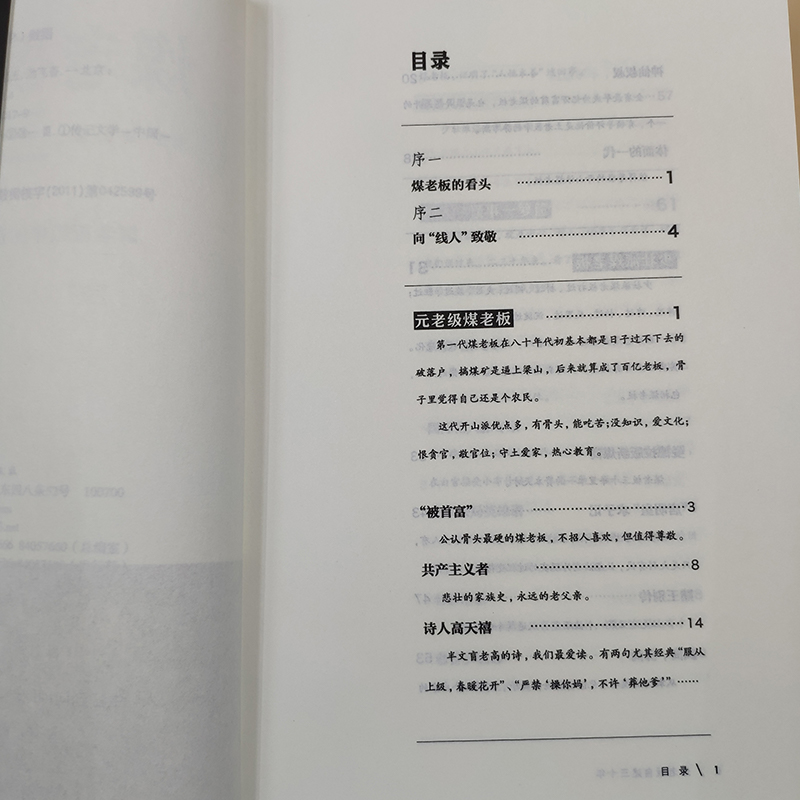 目录
序一
煤老板的看头 ………………… 1
序二
向“线人”致敬 ………………… 4
元老级煤老板 ………………… 1
第一代煤老板在八十年代初基本都是日子过不下去的
破落户，搞煤矿是逼上梁山，后来就算成了百亿老板，骨
子里觉得自己还是个农民。
这代开山派优点多，有骨头，能吃苦；没知识，爱文化；
恨贪官，敬官位；守土爱家，热心教育。
“被首富” ………………… 3
公认骨头最硬的煤老板，不招人喜欢，但值得尊敬。
共产主义者 ………………… 8
悲壮的家族史，永远的老父亲。
诗人高天禧 ………………… 14
半文盲老高的诗，我们最爱读。有两句尤其经典“服从
上级，春暖花开”、“严禁‘操你妈’，不许‘葬他爹’”……
目 录 \ 1